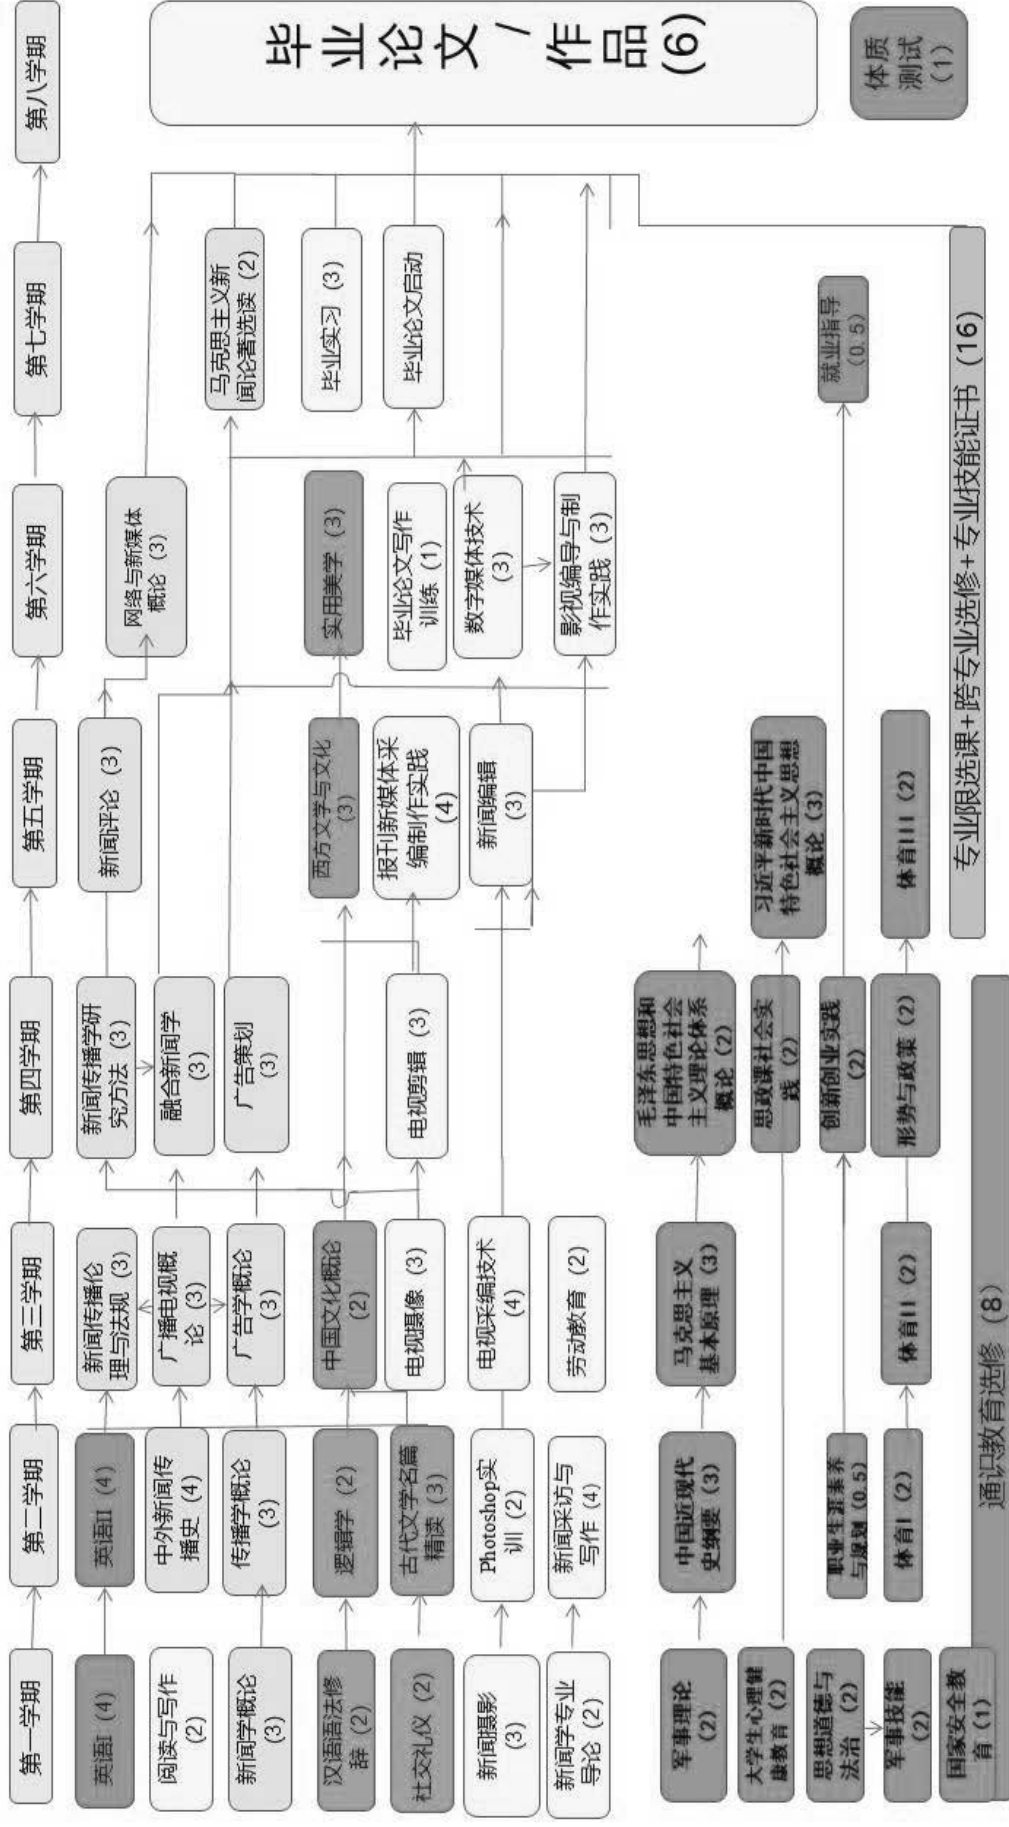 第一学期
英语I（4）
阅读与写作
（2）
新闻学概论
（3）
汉语语法修
辞（2）
社交礼仪（2）
新闻摄影
（3）
新闻学专业
导论（2）
军事理论
（2）
大学生心理健
康教育（2）
思想道德与
法治（2）
军事技能
（2）
国家安全教
育（1）
第二学期
英语II（4）
中外新闻传
播史（4）
传播学概论
（3）
逻辑学（2）
古代文学名篇
精读（3）
Photoshop实
训（2）
新闻采访与
写作（4）
中国近现代
史纲要（3）
职业生涯素养
与规划（0.5）
体育I（2）
第三学期
新闻传播伦
理与法规（3）
广播电视概
论（3）
广告学概论
（3）
中国文化概论
（2）
电视摄像（3）
电视采编技术
（4）
劳动教育（2）
马克思主义
基本原理（3）
体育II（2）
第四学期
新闻传播学研
究方法（3）
融合新闻学
（3）
广告策划
（3）
电视剪辑（3）
毛泽东思想和
中国特色社会
主义理论体系
概论（2）
思政课社会实
践（2）
创新创业实践
（2）
形势与政策（2）
第五学期
新闻评论（3）
西方文学与文化
（3）
报刊新媒体采
编制作实践
（4）
新闻编辑
（3）
习近平新时代中国
特色社会主义思想
概论（3）
体育III（2）
第六学期
网络与新媒体
概论（3）
实用美学（3）
毕业论文写作
训练（1）
数字媒体技术
（3）
影视编导与制
作实践（3）
第七学期
马克思主义新
闻论著选读（2）
毕业实习（3）
毕业论文启动
就业指导
（0.5）
第八学期
毕业论文/作品(6)
体质
测试
（1）
通识教育选修（8）
专业限选课+跨专业选修+专业技能证书（16）